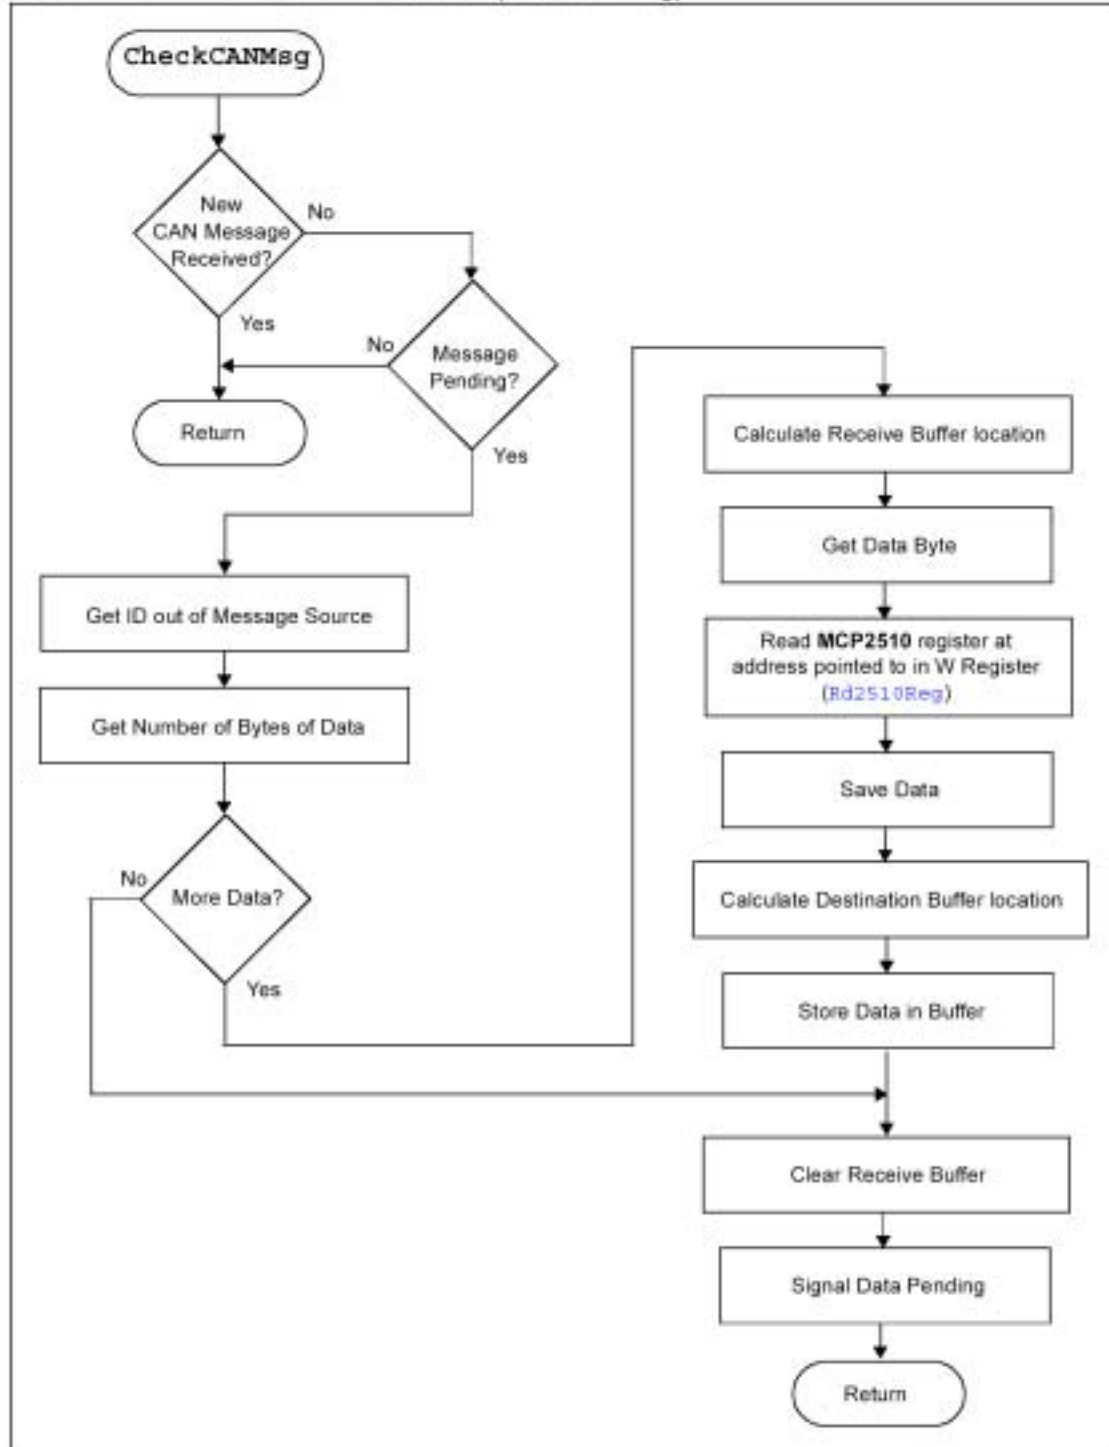 CheckCANMsg
New
CAN Message
Received?
No
Yes
No
Message
Pending?
Yes
Return
Get ID out of Message Source
Get Number of Bytes of Data
More Data?
No
Yes
Calculate Receive Buffer location
Get Data Byte
Read MCP2510 register at
address pointed to in W Register
(Rd2510Reg)
Save Data
Calculate Destination Buffer location
Store Data in Buffer
Clear Receive Buffer
Signal Data Pending
Return